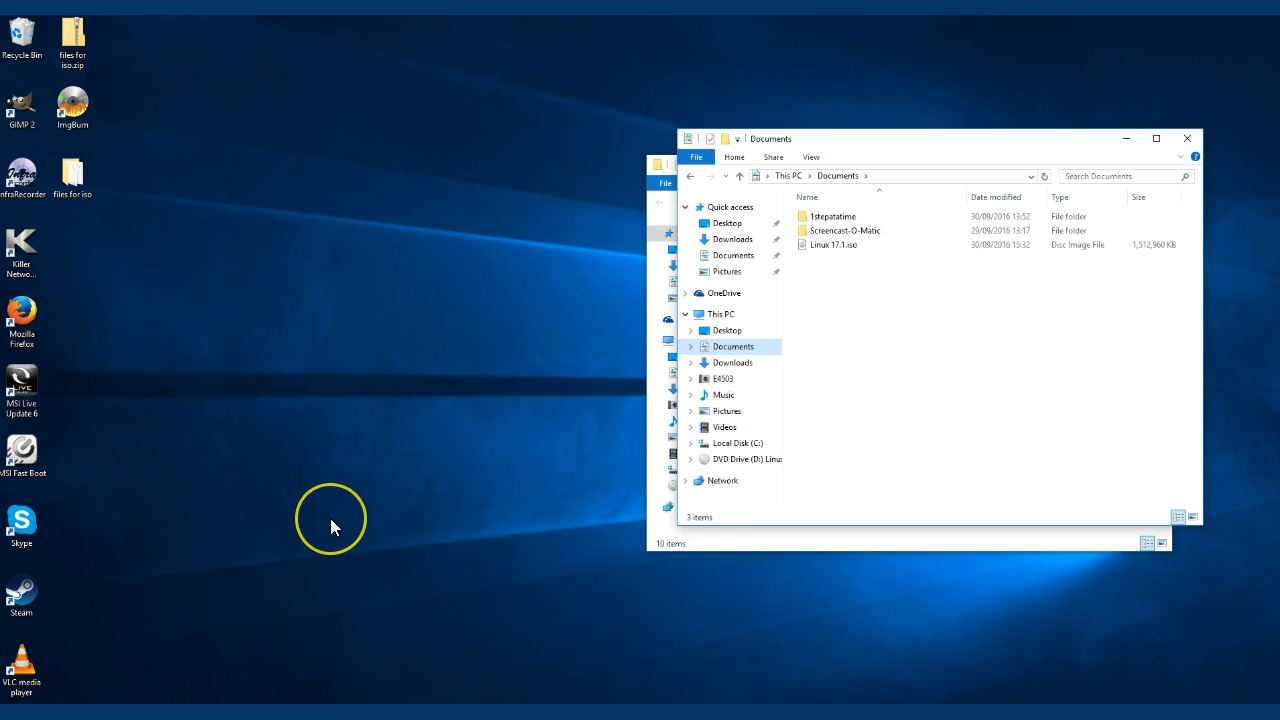 Recycle Bin
files for
iso.zip
GIMP 2
ImgBurn
InfraRecorder
files for iso
Killer
Netwo...
Mozilla
Firefox
MSI Live
Update 6
MSI Fast Boot
Skype
Steam
VLC media
player
File
10 items
Documents
File
Home
Share
View
This PC
Documents
Search Documents
Name
Date modified
Type
Size
Quick access
Desktop
Downloads
Documents
Pictures
OneDrive
This PC
Desktop
Documents
Downloads
E4503
Music
Pictures
Videos
Local Disk (C:)
DVD Drive (D:) Linu
Network
1stepatatime 30/09/2016 13:52 File folder
Screencast-O-Matic 29/09/2016 13:17 File folder
Linux 17.1.iso 30/09/2016 15:32 Disc Image File 1,512,960 KB
3 items